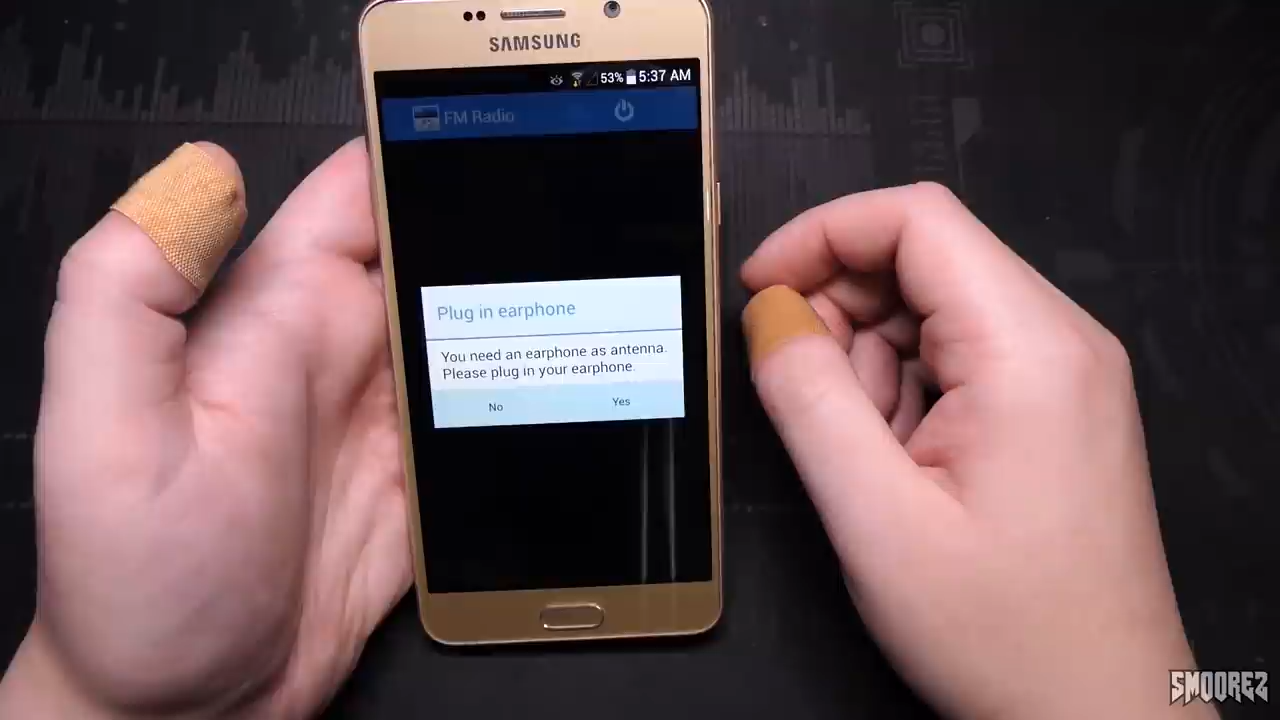 SAMSUNG
53% 5:37 AM
FM Radio
Plug in earphone
You need an earphone as antenna.
Please plug in your earphone.
No Yes
SMOOREZ